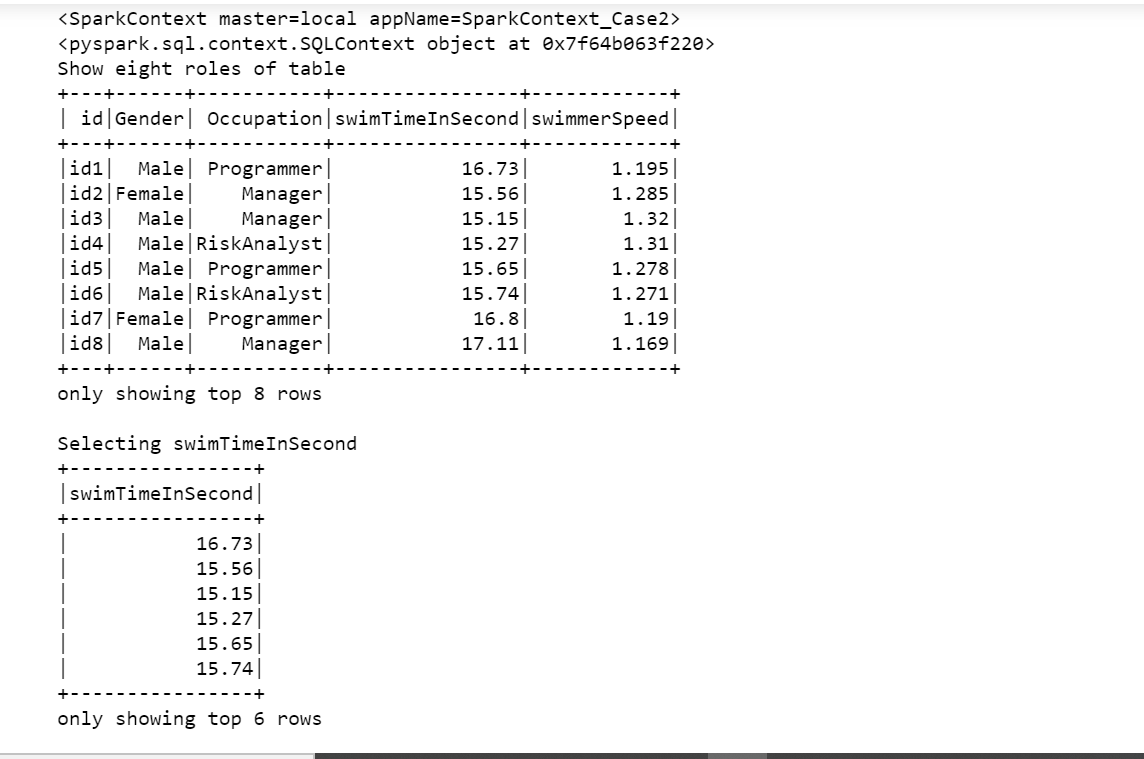 <SparkContext master=local appName=SparkContext_Case2>
<pyspark.sql.context.SQLContext object at 0x7f64b063f220>
Show eight roles of table
+---+------+-----------+----------------+------------+
| id|Gender| Occupation|swimTimeInSecond|swimmerSpeed|
+---+------+-----------+----------------+------------+
|id1|  Male| Programmer|           16.73|       1.195|
|id2|Female|    Manager|           15.56|       1.285|
|id3|  Male|    Manager|           15.15|        1.32|
|id4|  Male|RiskAnalyst|           15.27|        1.31|
|id5|  Male| Programmer|           15.65|       1.278|
|id6|  Male|RiskAnalyst|           15.74|       1.271|
|id7|Female| Programmer|            16.8|        1.19|
|id8|  Male|    Manager|           17.11|       1.169|
+---+------+-----------+----------------+------------+
only showing top 8 rows
Selecting swimTimeInSecond
+----------------+
|swimTimeInSecond|
+----------------+
|           16.73|
|           15.56|
|           15.15|
|           15.27|
|           15.65|
|           15.74|
+----------------+
only showing top 6 rows